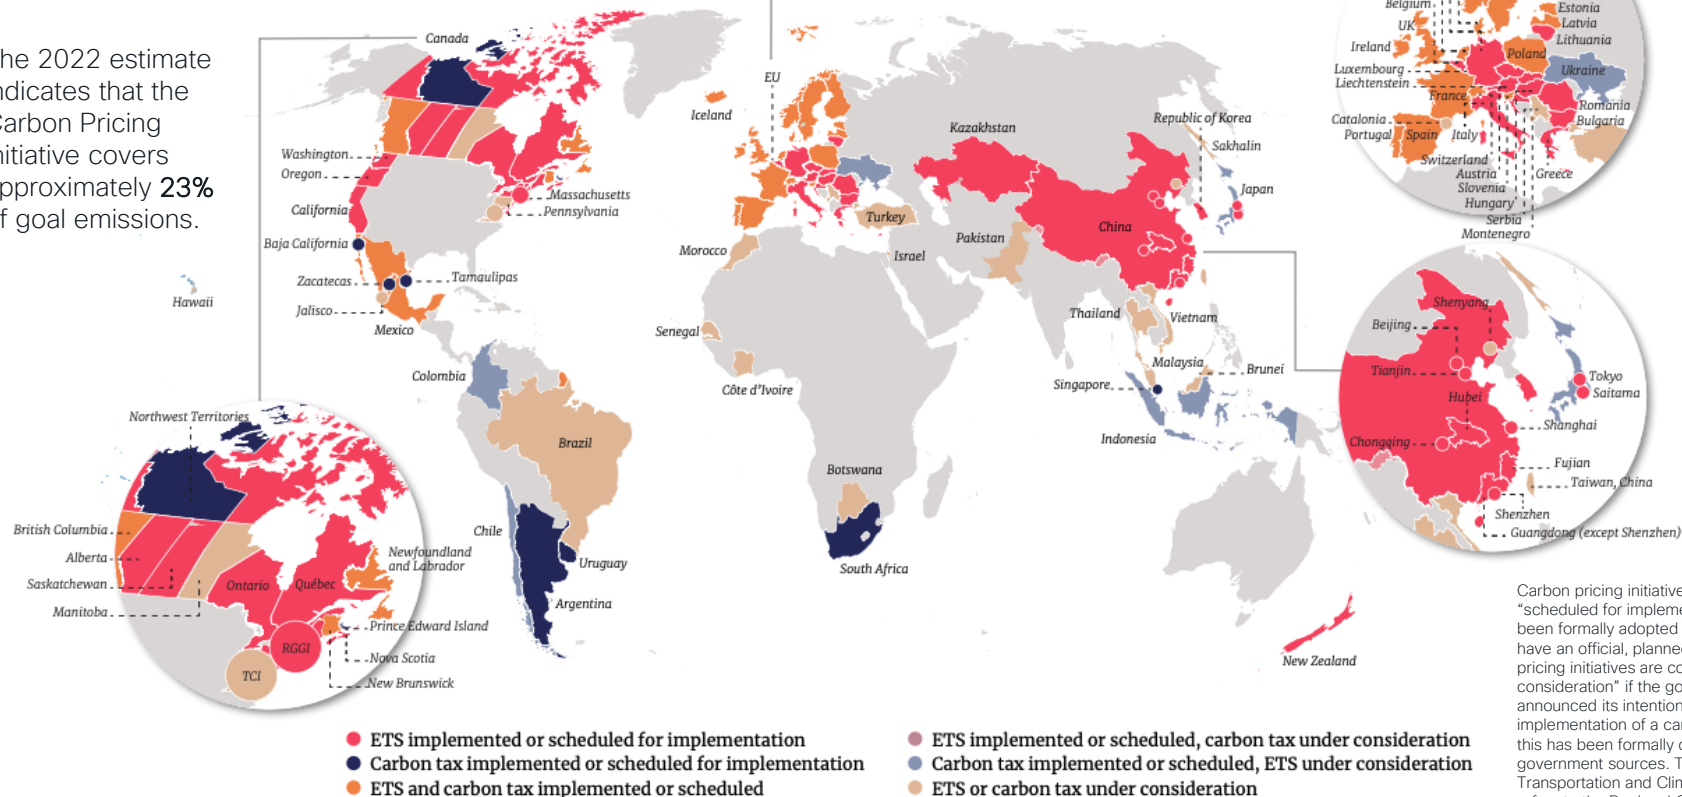 he 2022 estimate
ndicates that the
Carbon Pricing
nitiative covers
pproximately 23%
f goal emissions.
Canada
Washington
Oregon
California
Baja California
Zacatecas
Jalisco
Mexico
Tamaulipas
Massachusetts
Pennsylvania
Hawaii
Colombia
Brazil
Chile
Uruguay
Argentina
Iceland
EU
Morocco
Senegal
Côte d'Ivoire
Turkey
Israel
Botswana
South Africa
Kazakhstan
Pakistan
China
Republic of Korea
Sakhalin
Japan
Thailand
Vietnam
Malaysia
Brunei
Singapore
Indonesia
New Zealand
Northwest Territories
British Columbia
Alberta
Saskatchewan
Manitoba
Ontario
Québec
Newfoundland
and Labrador
Prince Edward Island
Nova Scotia
New Brunswick
RGGI
TCI
Belgium
UK
Ireland
Luxembourg
Liechtenstein
France
Catalonia
Portugal
Spain
Italy
Switzerland
Austria
Slovenia
Hungary
Serbia
Montenegro
Greece
Estonia
Latvia
Lithuania
Poland
Ukraine
Romania
Bulgaria
Shenyang
Beijing
Tianjin
Hubei
Chongqing
Tokyo
Saitama
Shanghai
Fujian
Taiwan, China
Shenzhen
Guangdong (except Shenzhen)
Carbon pricing initiative
"scheduled for impleme
been formally adopted
have an official, planned
pricing initiatives are co
consideration" if the go
announced its intention
implementation of a car
this has been formally c
government sources. T
Transportation and Clim
ETS implemented or scheduled for implementation
Carbon tax implemented or scheduled for implementation
ETS and carbon tax implemented or scheduled
ETS implemented or scheduled, carbon tax under consideration
Carbon tax implemented or scheduled, ETS under consideration
ETS or carbon tax under consideration